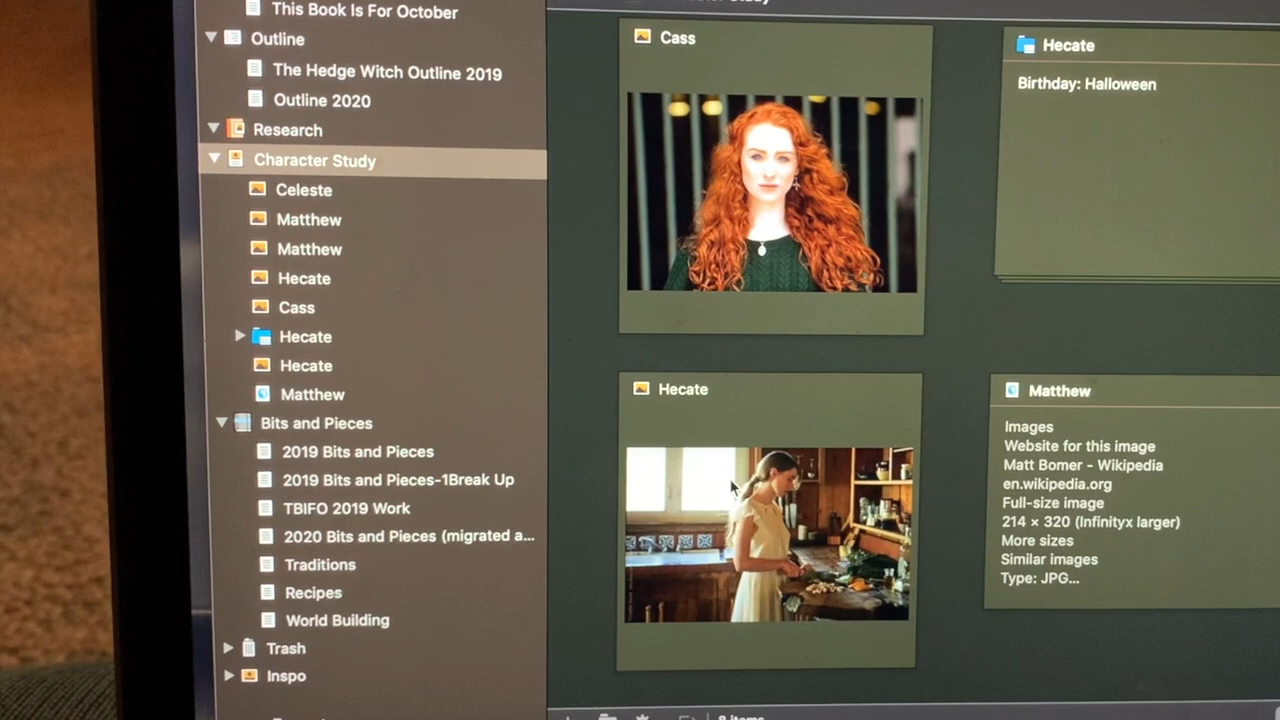 This Book Is For October
Outline
The Hedge Witch Outline 2019
Outline 2020
Research
Character Study
Celeste
Matthew
Matthew
Hecate
Cass
Hecate
Hecate
Matthew
Bits and Pieces
2019 Bits and Pieces
2019 Bits and Pieces-1Break Up
TBIFO 2019 Work
2020 Bits and Pieces (migrated a...
Traditions
Recipes
World Building
Trash
Inspo
Study
Cass
Hecate
Birthday: Halloween
Hecate
Matthew
Images
Website for this image
Matt Bomer - Wikipedia
en.wikipedia.org
Full-size image
214 × 320 (Infinityx larger)
More sizes
Similar images
Type: JPG...
8 items